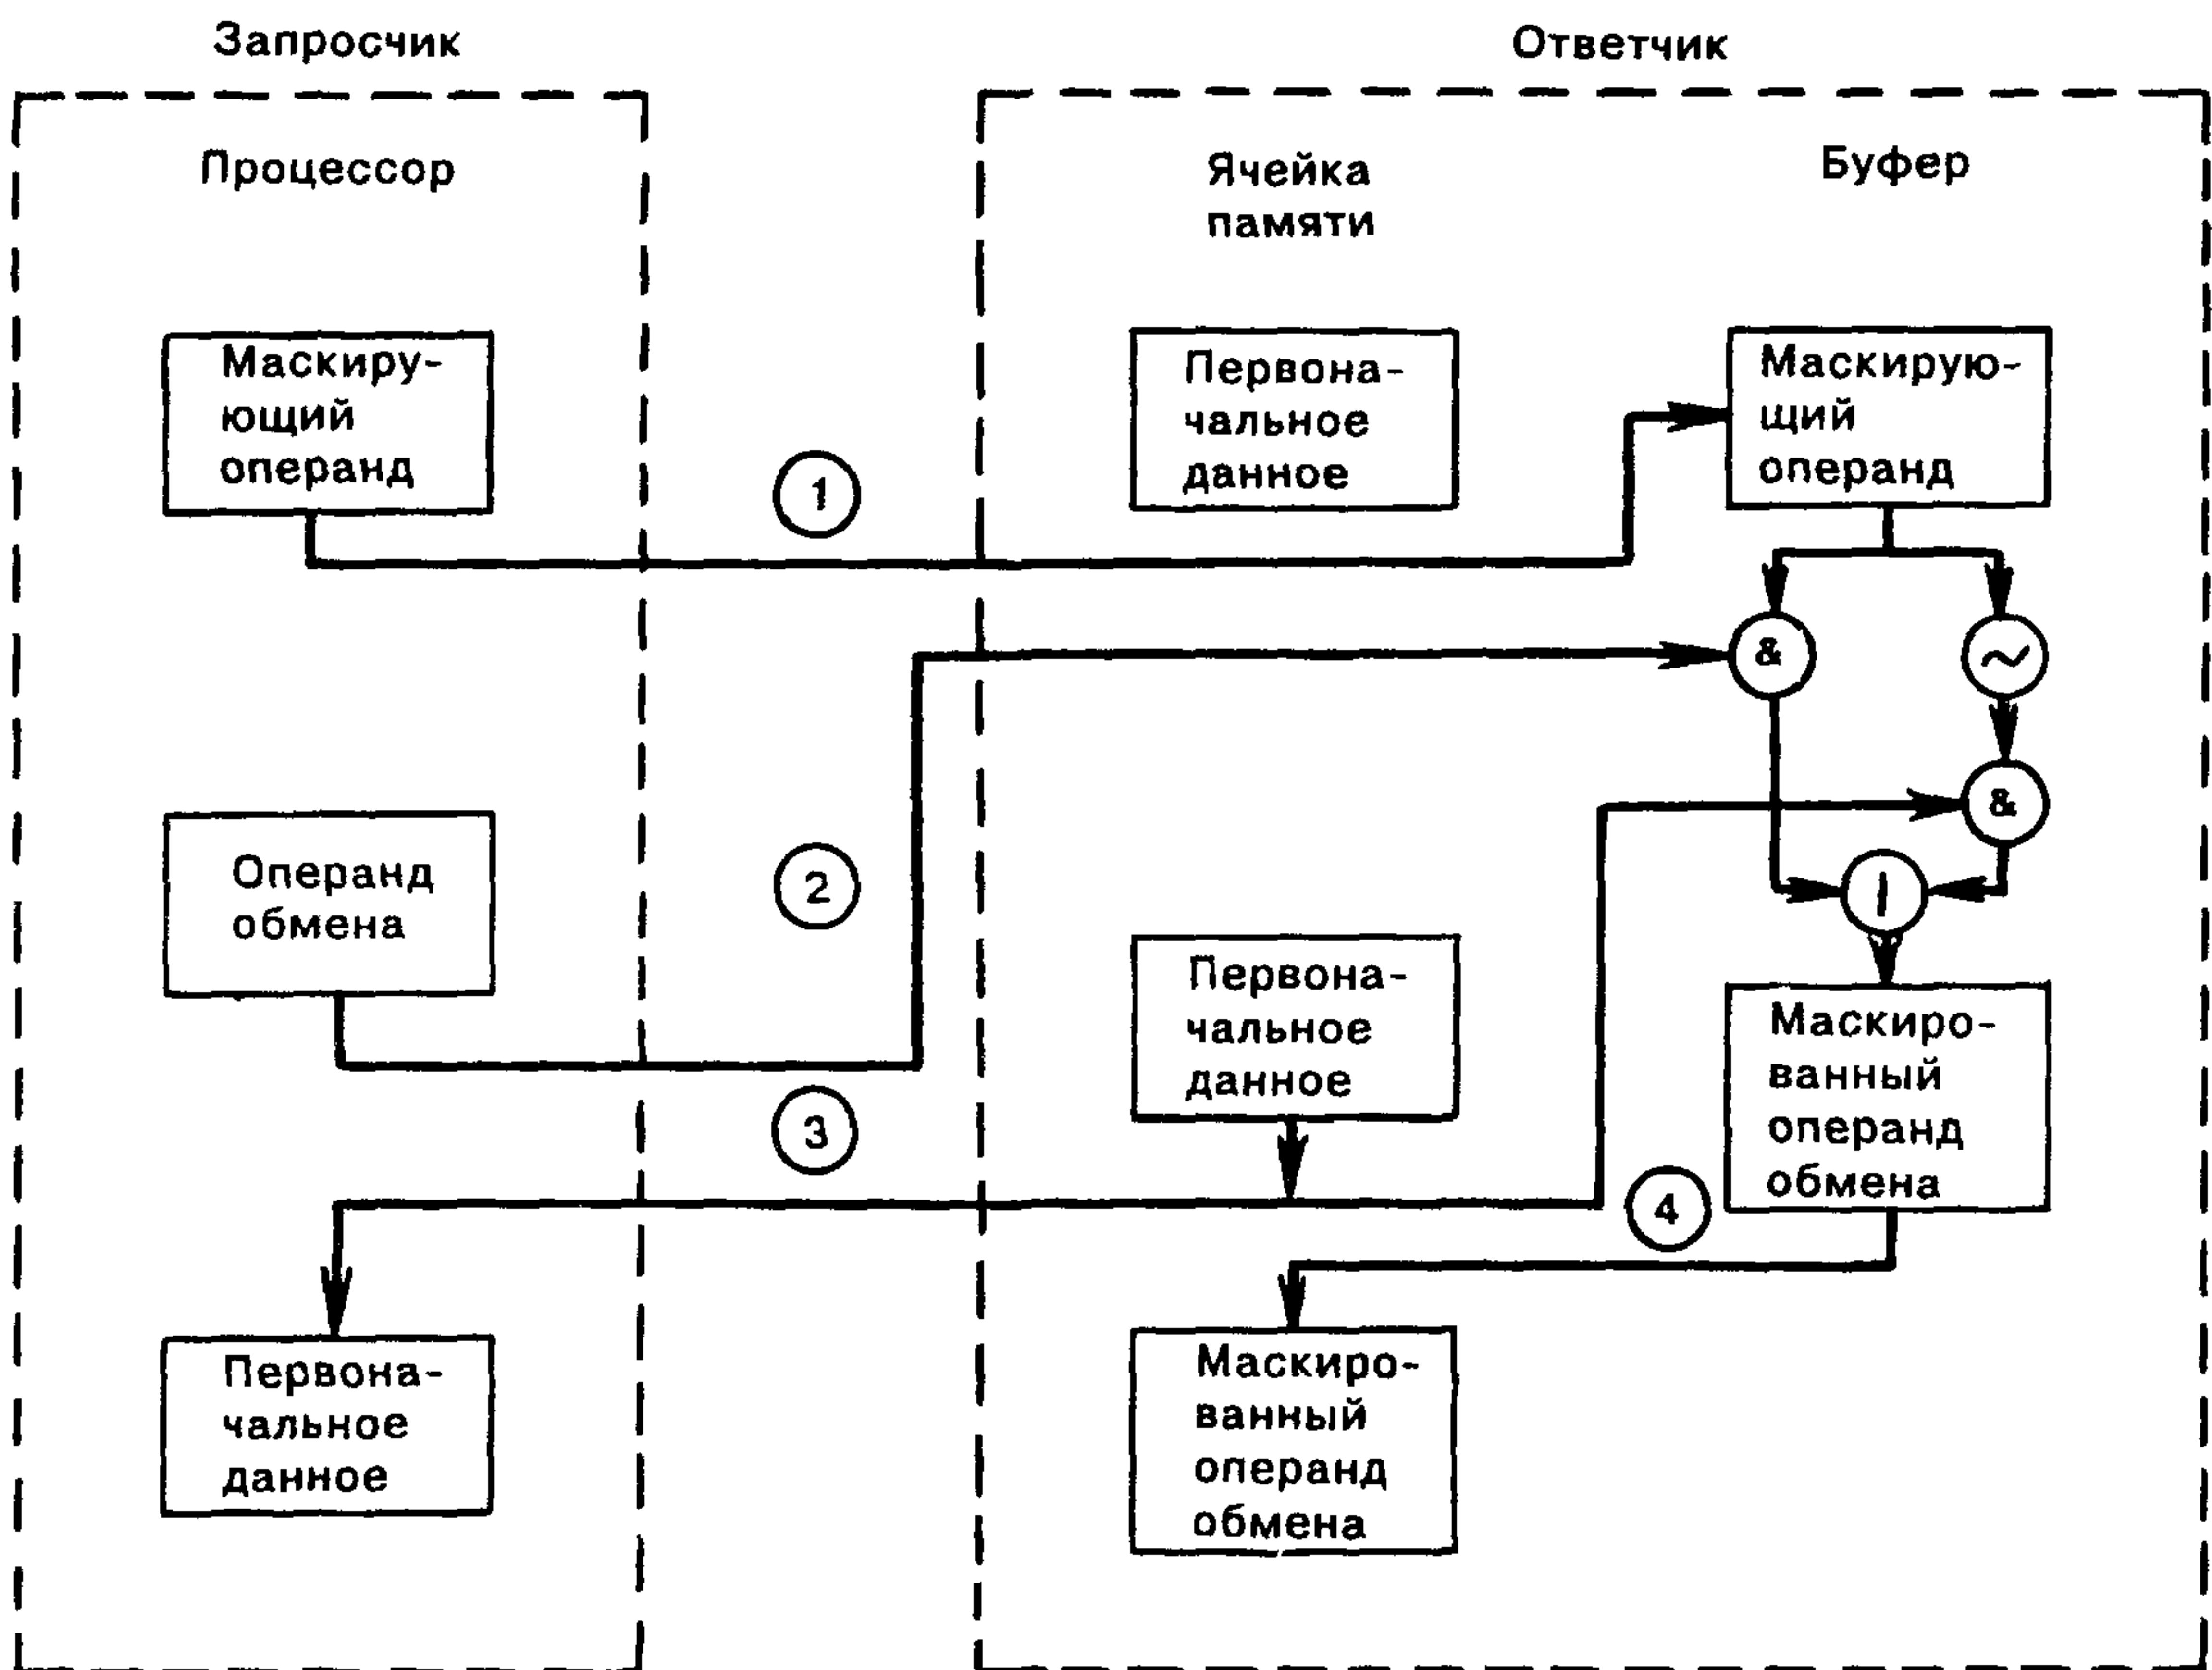 Запросчик
Ответчик
Процессор
Ячейка
памяти
Буфер
Маскиру-
ющий
операнд
Первона-
чальное
данное
Маскирую-
щий
операнд
1
&
~
&
Операнд
обмена
2
|
Первона-
чальное
данное
Маскиро-
ванный
операнд
обмена
3
4
Первона-
чальное
данное
Маскиро-
ванный
операнд
обмена